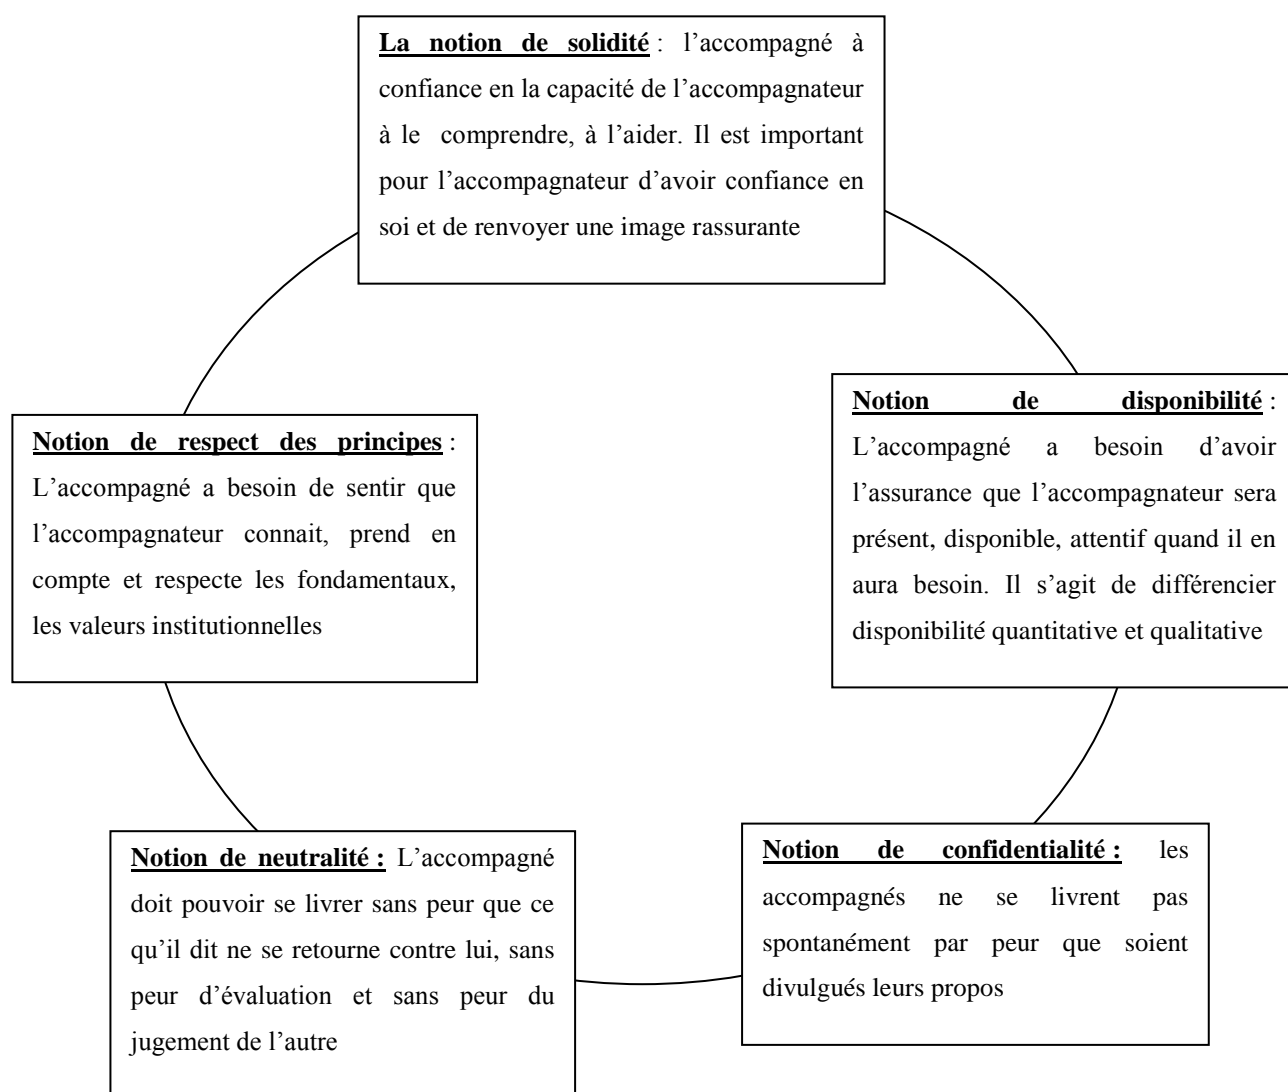 La notion de solidité : l’accompagné à
confiance en la capacité de l’accompagnateur
à le comprendre, à l’aider. Il est important
pour l’accompagnateur d’avoir confiance en
soi et de renvoyer une image rassurante
Notion de disponibilité :
L’accompagné a besoin d’avoir
l’assurance que l’accompagnateur sera
présent, disponible, attentif quand il en
aura besoin. Il s’agit de différencier
disponibilité quantitative et qualitative
Notion de respect des principes :
L’accompagné a besoin de sentir que
l’accompagnateur connait, prend en
compte et respecte les fondamentaux,
les valeurs institutionnelles
Notion de confidentialité : les
accompagnés ne se livrent pas
spontanément par peur que soient
divulgués leurs propos
Notion de neutralité : L’accompagné
doit pouvoir se livrer sans peur que ce
qu’il dit ne se retourne contre lui, sans
peur d’évaluation et sans peur du
jugement de l’autre